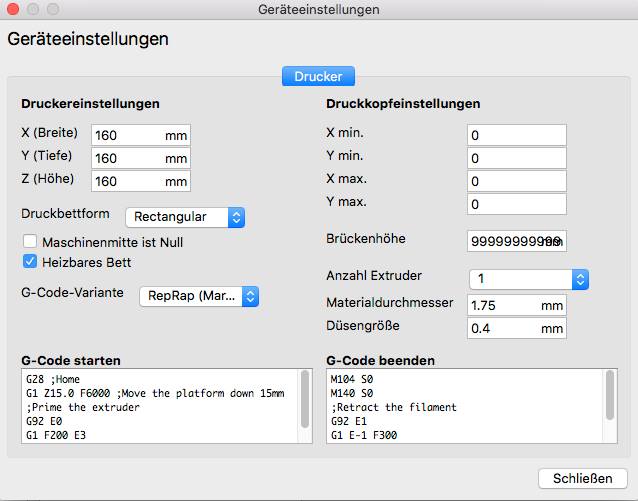 Geräteeinstellungen
Geräteeinstellungen
Drucker
Druckereinstellungen
X (Breite) 160 mm
Y (Tiefe) 160 mm
Z (Höhe) 160 mm
Druckbettform Rectangular
Maschinenmitte ist Null
Heizbares Bett
G-Code-Variante RepRap (Mar...
Druckkopfeinstellungen
X min. 0
Y min. 0
X max. 0
Y max. 0
Brückenhöhe 99999999999 mm
Anzahl Extruder 1
Materialdurchmesser 1.75 mm
Düsengröße 0.4 mm
G-Code starten
G28 ;Home
G1 Z15.0 F6000 ;Move the platform down 15mm
;Prime the extruder
G92 E0
G1 F200 E3
G-Code beenden
M104 S0
M140 S0
;Retract the filament
G92 E1
G1 E-1 F300
Schließen